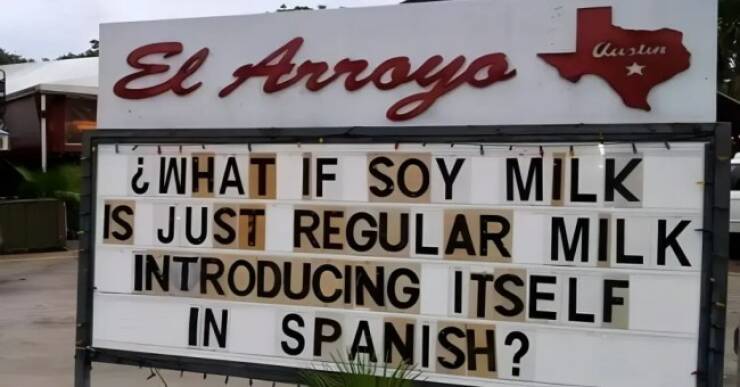 El Arroyo
Austin
¿WHAT IF SOY MILK
IS JUST REGULAR MILK
INTRODUCING ITSELF
IN SPANISH?